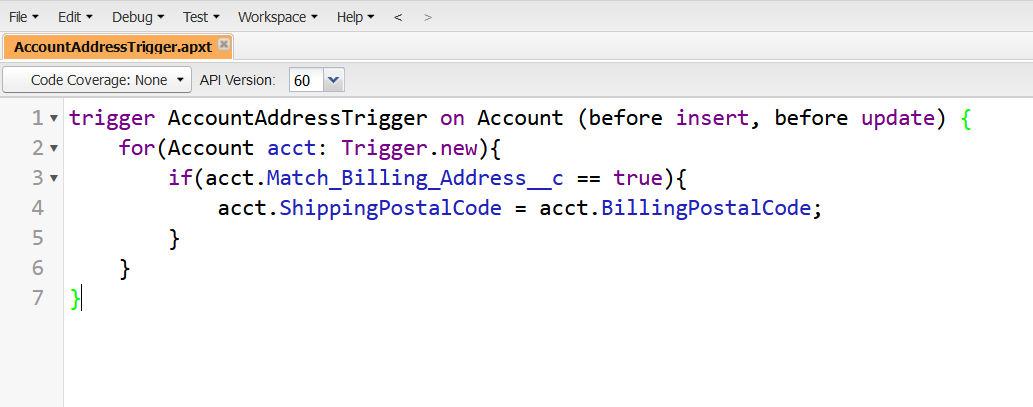 File Edit Debug Test Workspace Help < >
AccountAddressTrigger.apxt
Code Coverage: None API Version: 60
1 trigger AccountAddressTrigger on Account (before insert, before update) {
2     for(Account acct: Trigger.new){
3         if(acct.Match_Billing_Address__c == true){
4             acct.ShippingPostalCode = acct.BillingPostalCode;
5         }
6     }
7 }